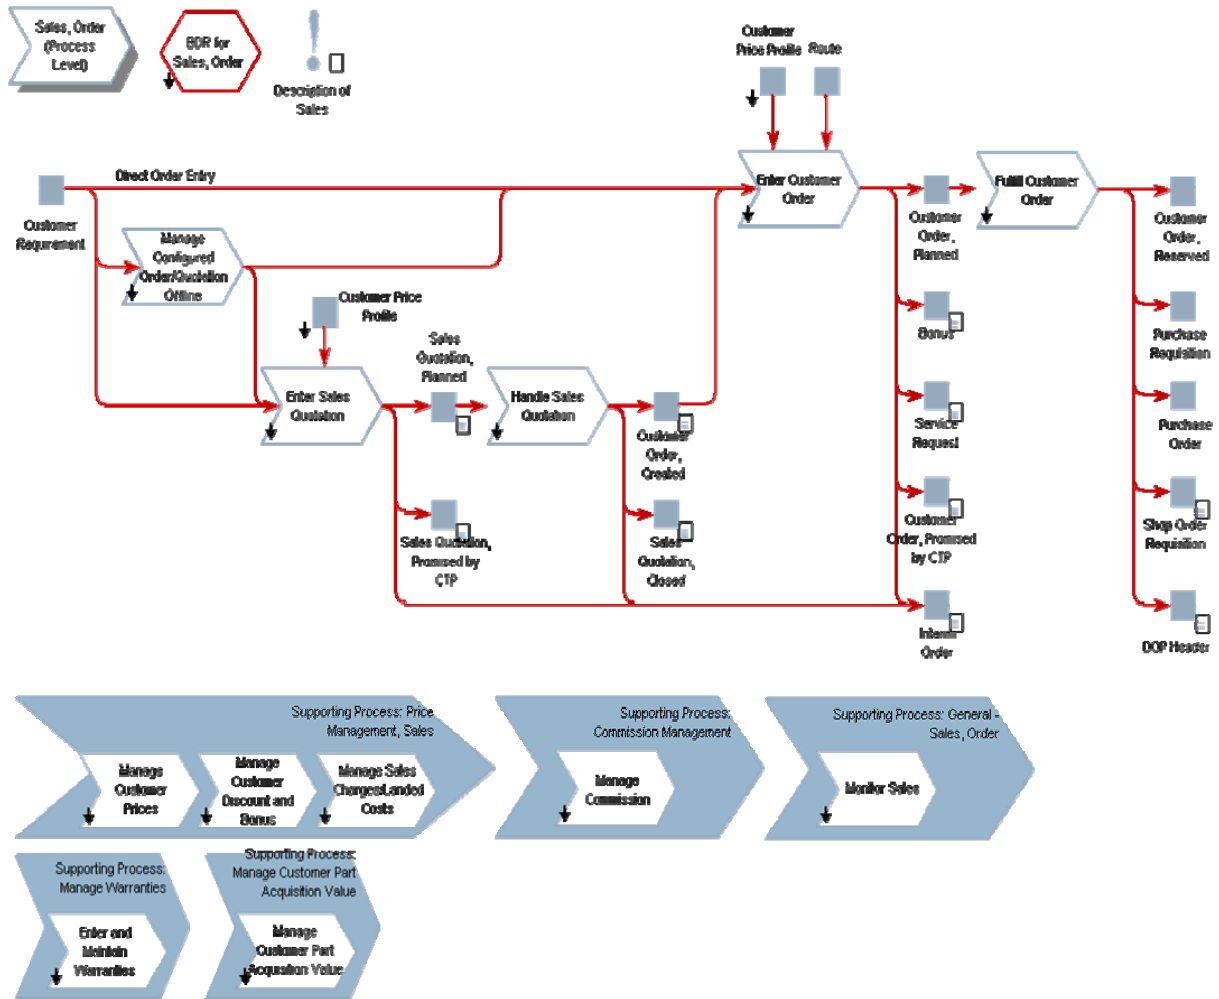 Sales, Order
(Process
Level)
BDR for
Sales, Order
Description of
Sales
Customer
Price Profile
Route
Direct Order Entry
Customer
Requirement
Enter Customer
Order
Customer
Order,
Planned
Fulfill Customer
Order
Customer
Order,
Reserved
Manage
Configured
Order/Quotation
Offline
Customer Price
Profile
Bonus
Purchase
Requisition
Sales
Quotation,
Planned
Enter Sales
Quotation
Handle Sales
Quotation
Customer
Order,
Created
Service
Request
Purchase
Order
Sales Quotation,
Promised by
CTP
Sales
Quotation,
Closed
Customer
Order, Promised
by CTP
Shop Order
Requisition
Interim
Order
DOP Header
Supporting Process: Price
Management, Sales
Manage
Customer
Prices
Manage
Customer
Discount and
Bonus
Manage Sales
Charges/Landed
Costs
Supporting Process:
Commission Management
Manage
Commission
Supporting Process: General -
Sales, Order
Monitor Sales
Supporting Process:
Manage Warranties
Enter and
Maintain
Warranties
Supporting Process:
Manage Customer Part
Acquisition Value
Manage
Customer Part
Acquisition Value